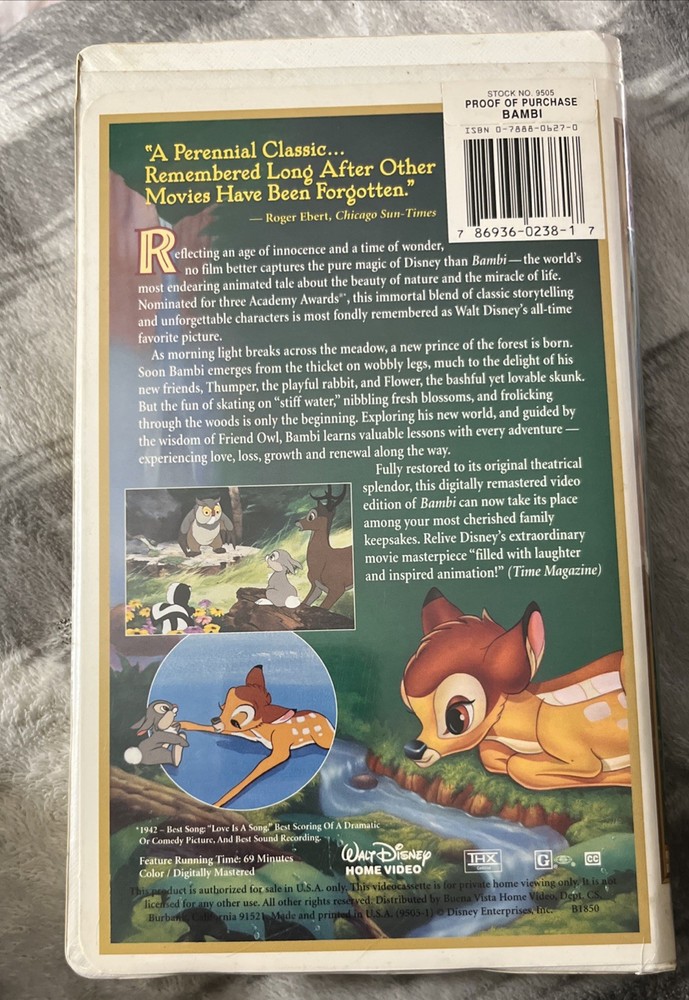 STOCK NO. 9505
PROOF OF PURCHASE
BAMBI
ISBN 0-7888-0627-0
7 86936-0238-1 7
"A Perennial Classic...
Remembered Long After Other
Movies Have Been Forgotten."
— Roger Ebert, Chicago Sun-Times
Reflecting an age of innocence and a time of wonder,
no film better captures the pure magic of Disney than Bambi — the world's
most endearing animated tale about the beauty of nature and the miracle of life.
Nominated for three Academy Awards®*, this immortal blend of classic storytelling
and unforgettable characters is most fondly remembered as Walt Disney's all-time
favorite picture.
As morning light breaks across the meadow, a new prince of the forest is born.
Soon Bambi emerges from the thicket on wobbly legs, much to the delight of his
new friends, Thumper, the playful rabbit, and Flower, the bashful yet lovable skunk.
But the fun of skating on "stiff water," nibbling fresh blossoms, and frolicking
through the woods is only the beginning. Exploring his new world, and guided by
the wisdom of Friend Owl, Bambi learns valuable lessons with every adventure —
experiencing love, loss, growth and renewal along the way.
Fully restored to its original theatrical
splendor, this digitally remastered video
edition of Bambi can now take its place
among your most cherished family
keepsakes. Relive Disney's extraordinary
movie masterpiece "filled with laughter
and inspired animation!" (Time Magazine)
*1942 – Best Song: "Love Is A Song," Best Scoring Of A Dramatic
Or Comedy Picture, And Best Sound Recording.
Feature Running Time: 69 Minutes
Color / Digitally Mastered
WALT DISNEY
HOME VIDEO
THX
G
CC
This product is authorized for sale in U.S.A. only. This videocassette is for private home viewing only. It is not
licensed for any other use. All other rights reserved. Distributed by Buena Vista Home Video, Dept. CS,
Burbank, California 91521. Made and printed in U.S.A. (9505-1) © Disney Enterprises, Inc. B1850